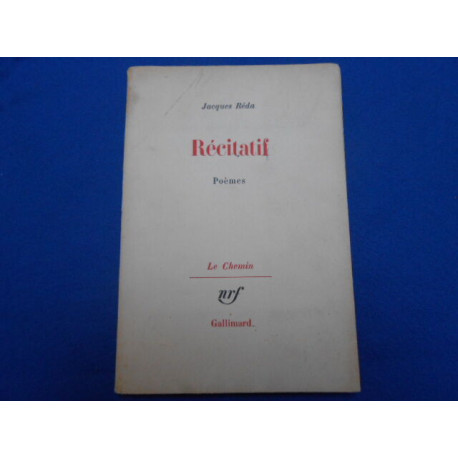 Jacques Réda
Récitatif
Poèmes
Le Chemin
nrf
Gallimard